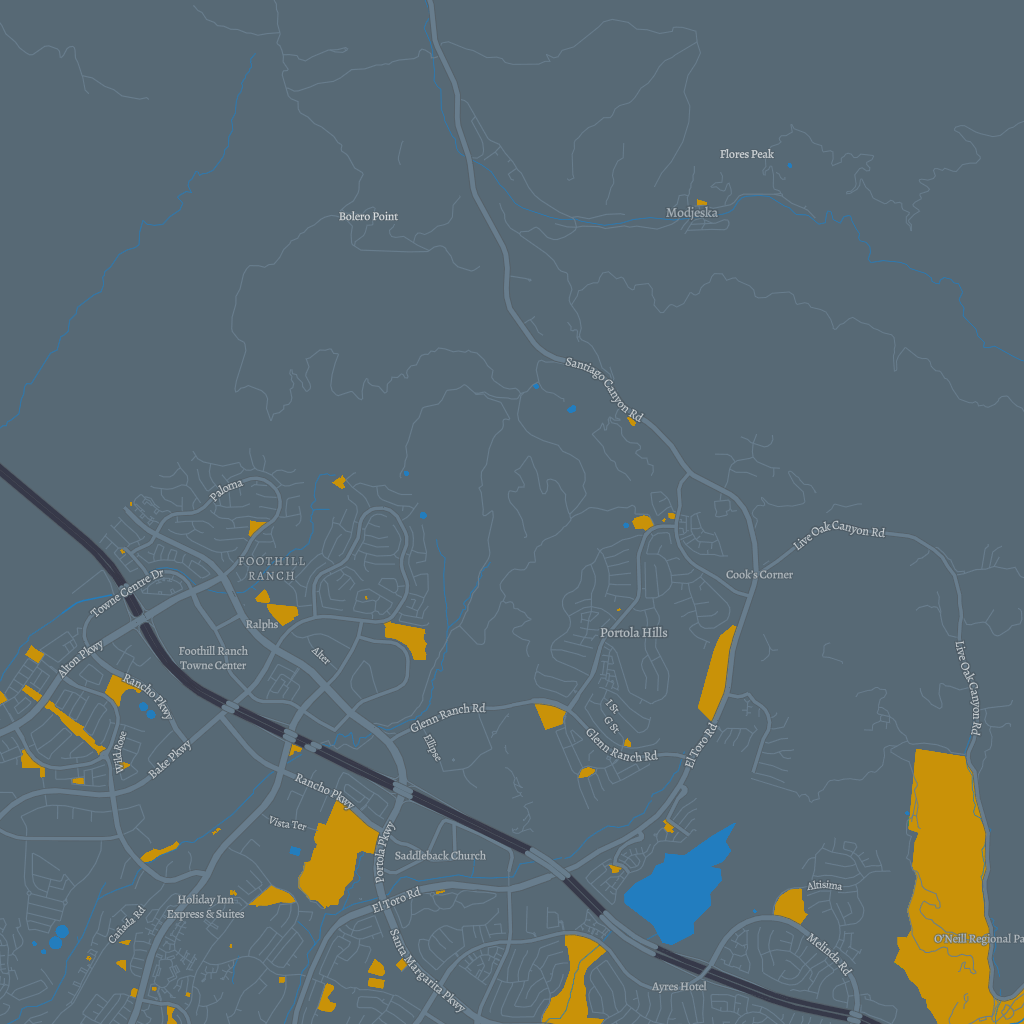 Flores Peak
Modjeska
Bolero Point
Santiago Canyon Rd
Paloma
Live Oak Canyon Rd
FOOTHILL
RANCH
Cook's Corner
Towne Centre Dr
Ralphs
Portola Hills
Alton Pkwy
Foothill Ranch
Towne Center
Alter
Live Oak Canyon Rd
Rancho Pkwy
Glenn Ranch Rd
I St
G St
Wild Rose
Bake Pkwy
Ellipse
Glenn Ranch Rd
El Toro Rd
Rancho Pkwy
Vista Ter
Portola Pkwy
Saddleback Church
Altisima
El Toro Rd
Holiday Inn
Express & Suites
Cañada Rd
Santa Margarita Pkwy
Melinda Rd
O'Neill Regional Pa
Ayres Hotel